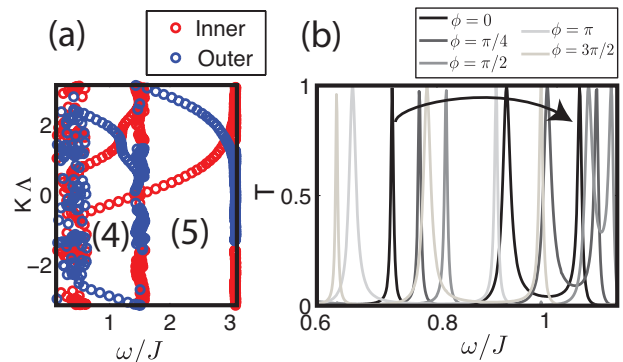 (a)
Inner
Outer
K Λ
2
0
−2
(4)
(5)
1
2
3
ω/J
(b)
ϕ = 0
ϕ = π/4
ϕ = π/2
ϕ = π
ϕ = 3π/2
T
1
0.5
0
0.6
0.8
1
ω/J